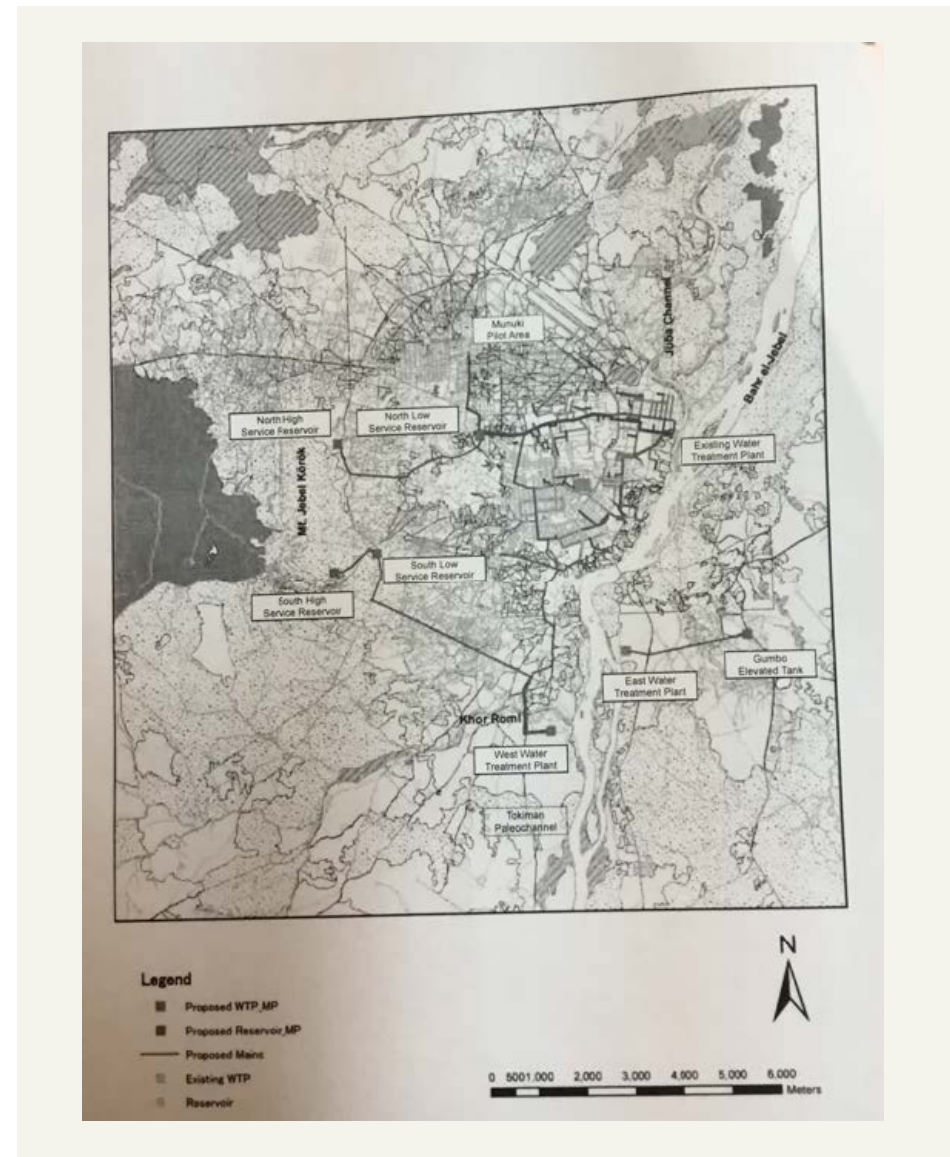 Juba Channel
Bahr el-Jebel
Munuki
Pilot Area
North High
Service Reservoir
North Low
Service Reservoir
Existing Water
Treatment Plant
Mt. Jebel Körök
South Low
Service Reservoir
South High
Service Reservoir
Gumbo
Elevated Tank
East Water
Treatment Plant
Khor Roml
West Water
Treatment Plant
Tokiman
Paleochannel
N
Legend
Proposed WTP_MP
Proposed Reservoir_MP
Proposed Mains
Existing WTP
Reservoir
0 5001,000 2,000 3,000 4,000 5,000 6,000
Meters